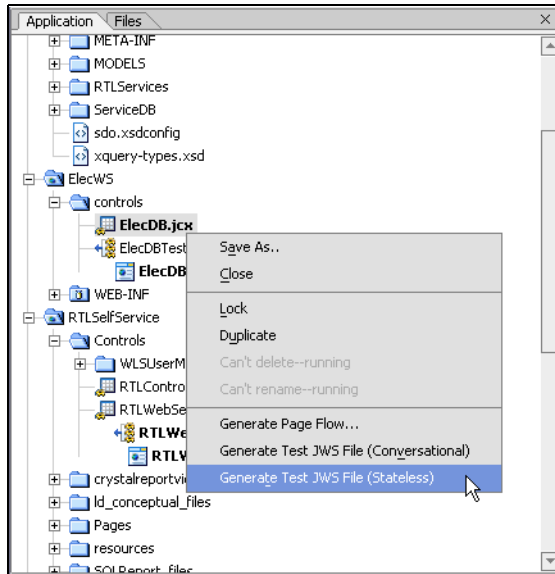 Application Files
META-INF
MODELS
RTLServices
ServiceDB
sdo.xsdconfig
xquery-types.xsd
ElecWS
controls
ElecDB.jcx
ElecDBTest
Save As..
ElecDB
Close
WEB-INF
RTLSelfService
Lock
Controls
Duplicate
WLSUserM
Can't delete--running
RTLContro
Can't rename--running
RTLWebSe
RTLWe
Generate Page Flow...
RTLW
Generate Test JWS File (Conversational)
crystalreportvi
Generate Test JWS File (Stateless)
ld_conceptual_files
Pages
resources
SQLReport_files